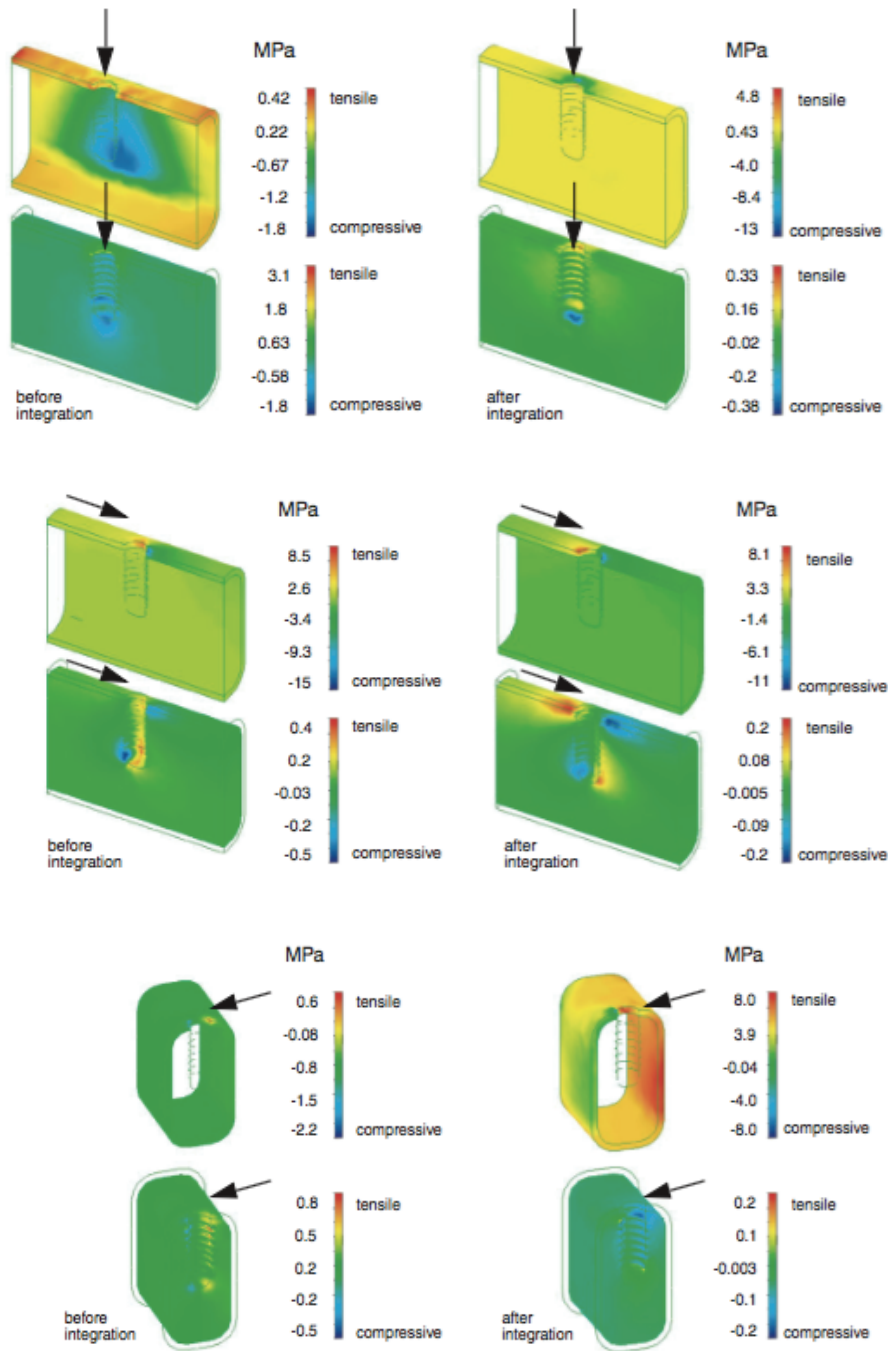 MPa
0.42
tensile
0.22
-0.67
-1.2
-1.8
compressive
3.1
tensile
1.8
0.63
-0.58
-1.8
compressive
before
integration
MPa
4.8
tensile
0.43
-4.0
-8.4
-13
compressive
0.33
tensile
0.16
-0.02
-0.2
-0.38
compressive
after
integration
MPa
8.5
tensile
2.6
-3.4
-9.3
-15
compressive
0.4
tensile
0.2
-0.03
-0.2
-0.5
compressive
before
integration
MPa
8.1
tensile
3.3
-1.4
-6.1
-11
compressive
0.2
tensile
0.08
-0.005
-0.09
-0.2
compressive
after
integration
MPa
0.6
tensile
-0.08
-0.8
-1.5
-2.2
compressive
0.8
tensile
0.5
0.2
-0.2
-0.5
compressive
before
integration
MPa
8.0
tensile
3.9
-0.04
-4.0
-8.0
compressive
0.2
tensile
0.1
-0.003
-0.1
-0.2
compressive
after
integration